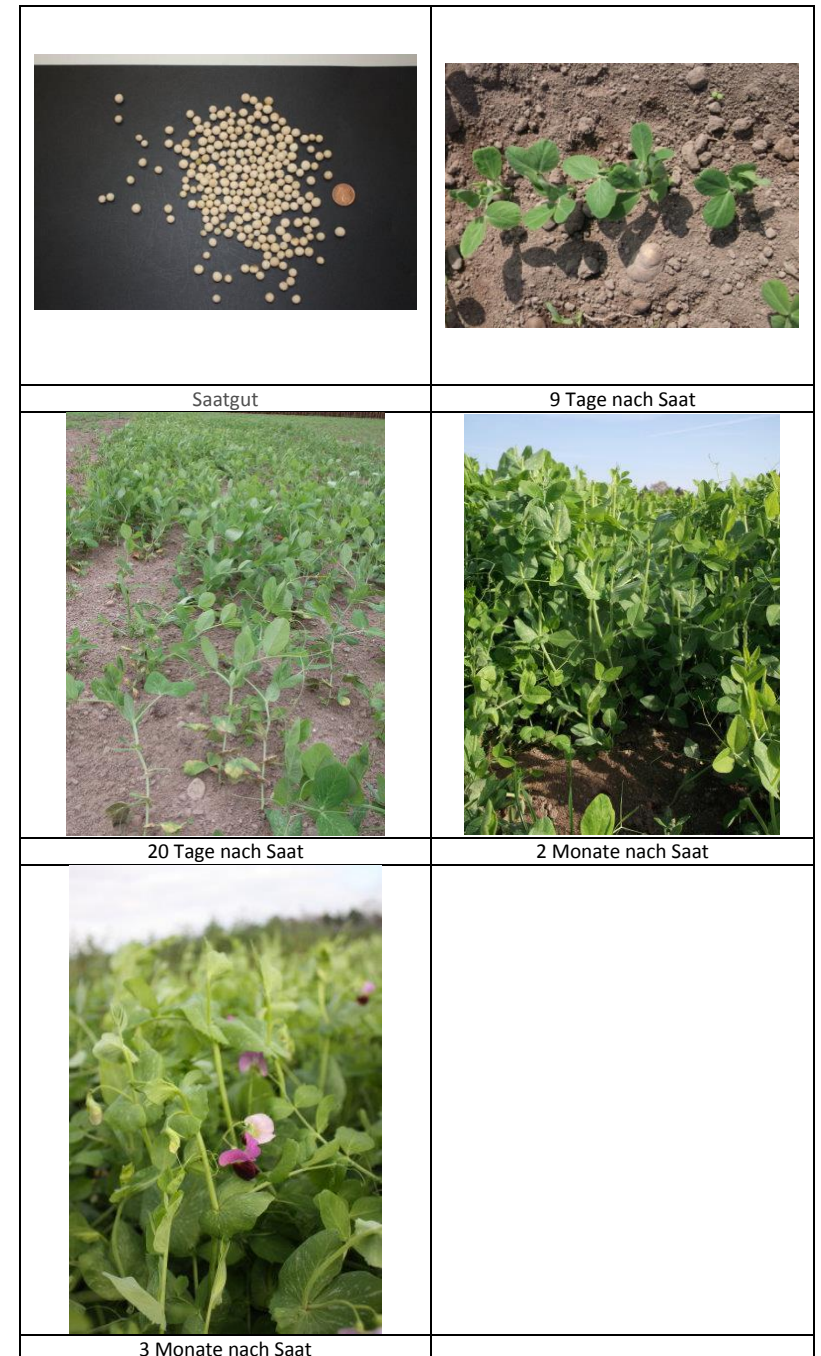 Saatgut
9 Tage nach Saat
20 Tage nach Saat
2 Monate nach Saat
3 Monate nach Saat